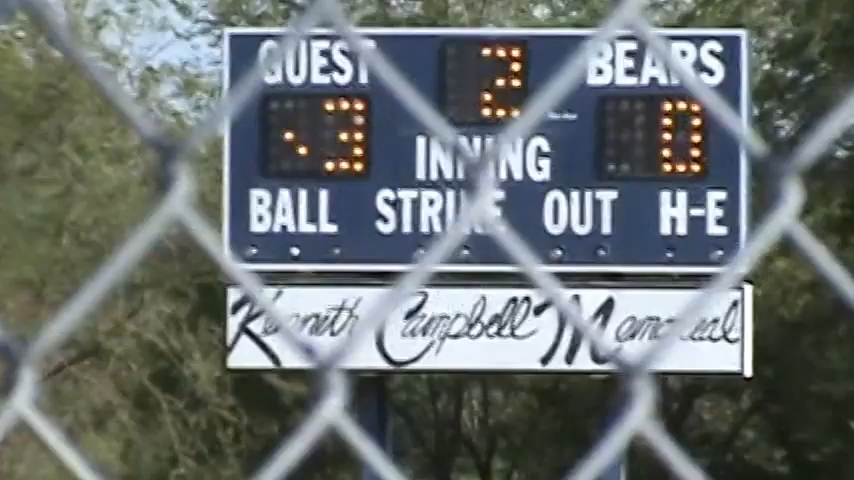 GUEST 2 BEARS
3 INNING 0
BALL STRIKE OUT H-E
Kenneth Campbell Memorial